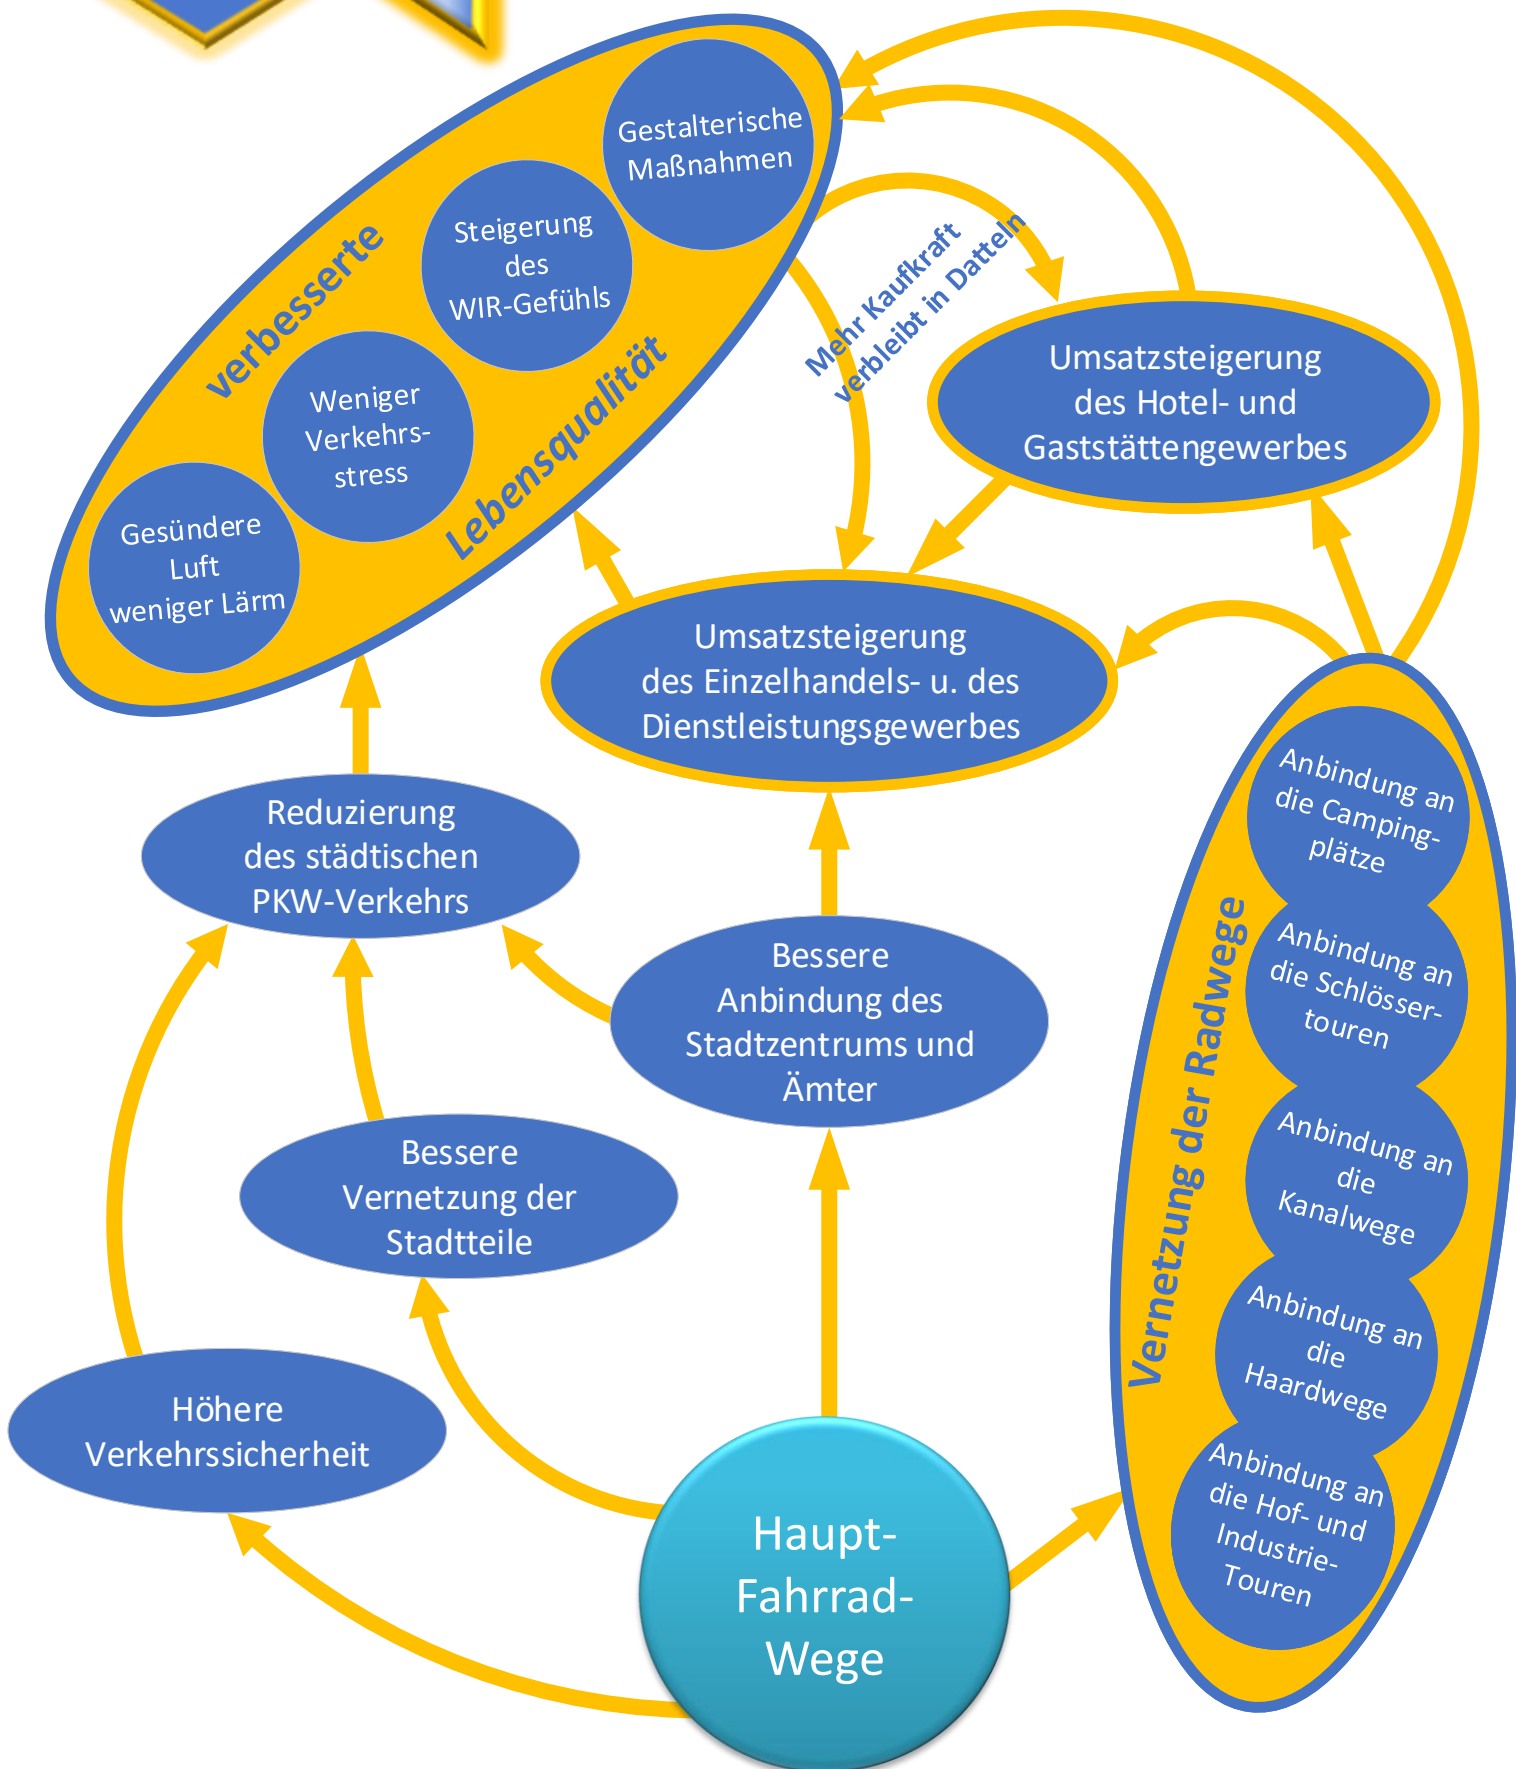 Gestalterische
Maßnahmen
Steigerung
des
WIR-Gefühls
verbesserte
Weniger
Verkehrs-
stress
Lebensqualität
Gesündere
Luft
weniger Lärm
Mehr Kaufkraft
verbleibt in Datteln
Umsatzsteigerung
des Hotel- und
Gaststättengewerbes
Umsatzsteigerung
des Einzelhandels- u. des
Dienstleistungsgewerbes
Reduzierung
des städtischen
PKW-Verkehrs
Bessere
Anbindung des
Stadtzentrums und
Ämter
Bessere
Vernetzung der
Stadtteile
Höhere
Verkehrssicherheit
Haupt-
Fahrrad-
Wege
Vernetzung der Radwege
Anbindung an
die Camping-
plätze
Anbindung an
die Schlösser-
touren
Anbindung an
die
Kanalwege
Anbindung an
die
Haardwege
Anbindung an
die Hof- und
Industrie-
Touren